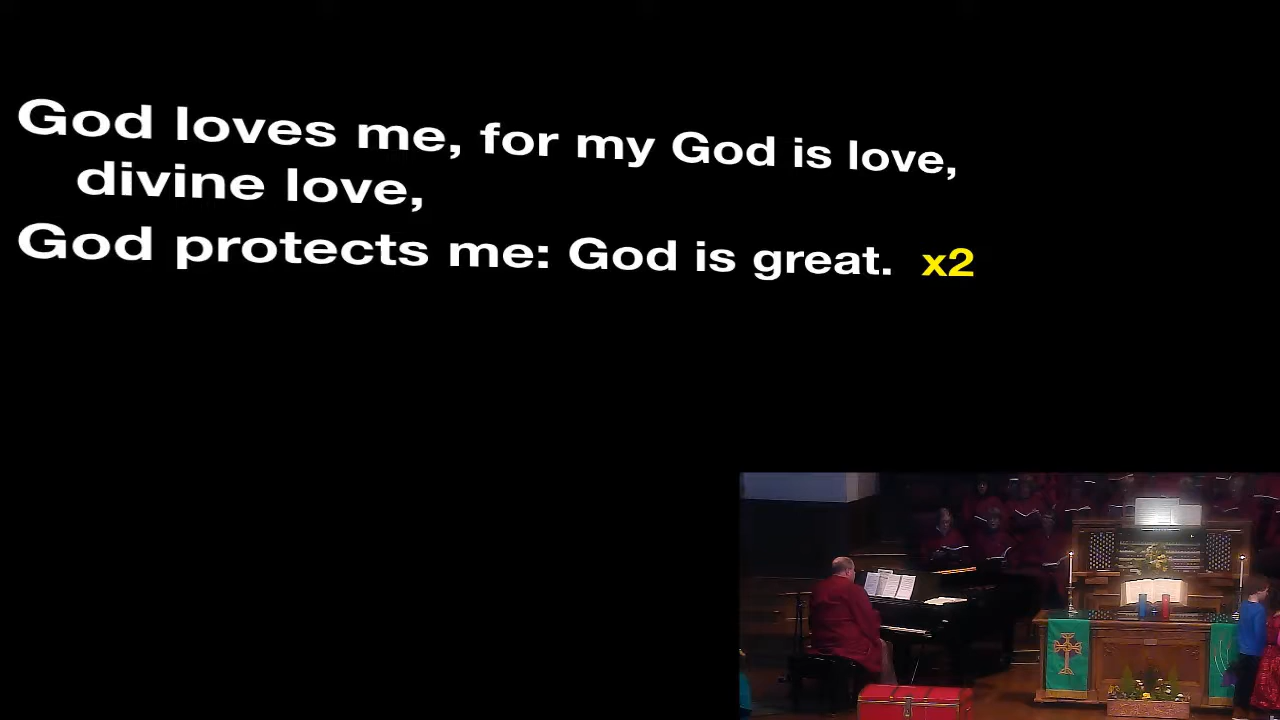 God loves me, for my God is love,
divine love,
God protects me: God is great. x2